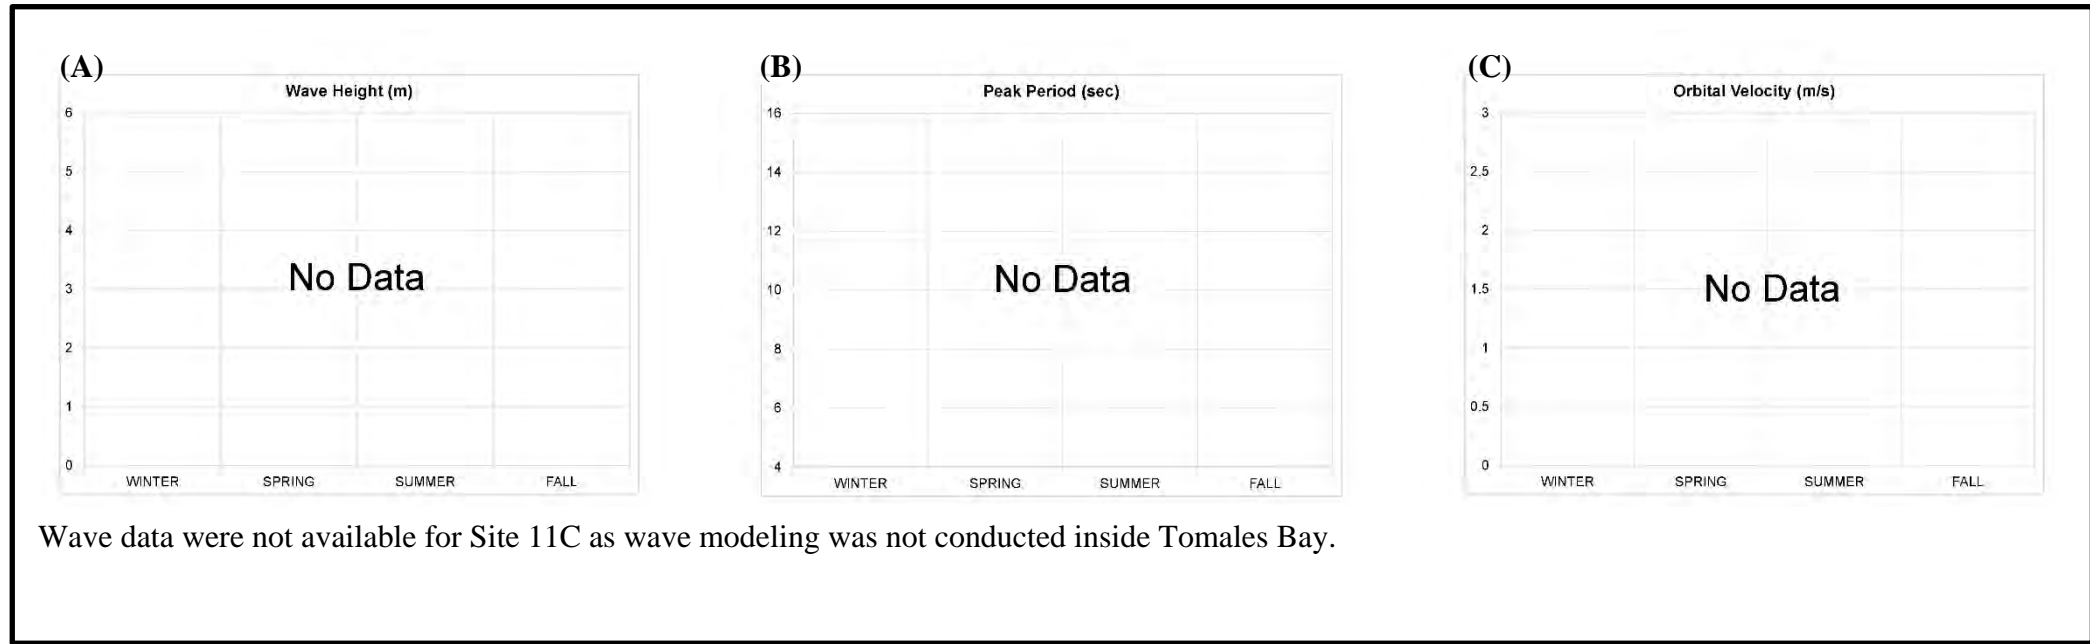 (A)
Wave Height (m)
6
5
4
3
2
1
0
No Data
WINTER SPRING SUMMER FALL
(B)
Peak Period (sec)
16
14
12
10
8
6
4
No Data
WINTER SPRING SUMMER FALL
(C)
Orbital Velocity (m/s)
3
2.5
2
1.5
1
0.5
0
No Data
WINTER SPRING SUMMER FALL
Wave data were not available for Site 11C as wave modeling was not conducted inside Tomales Bay.